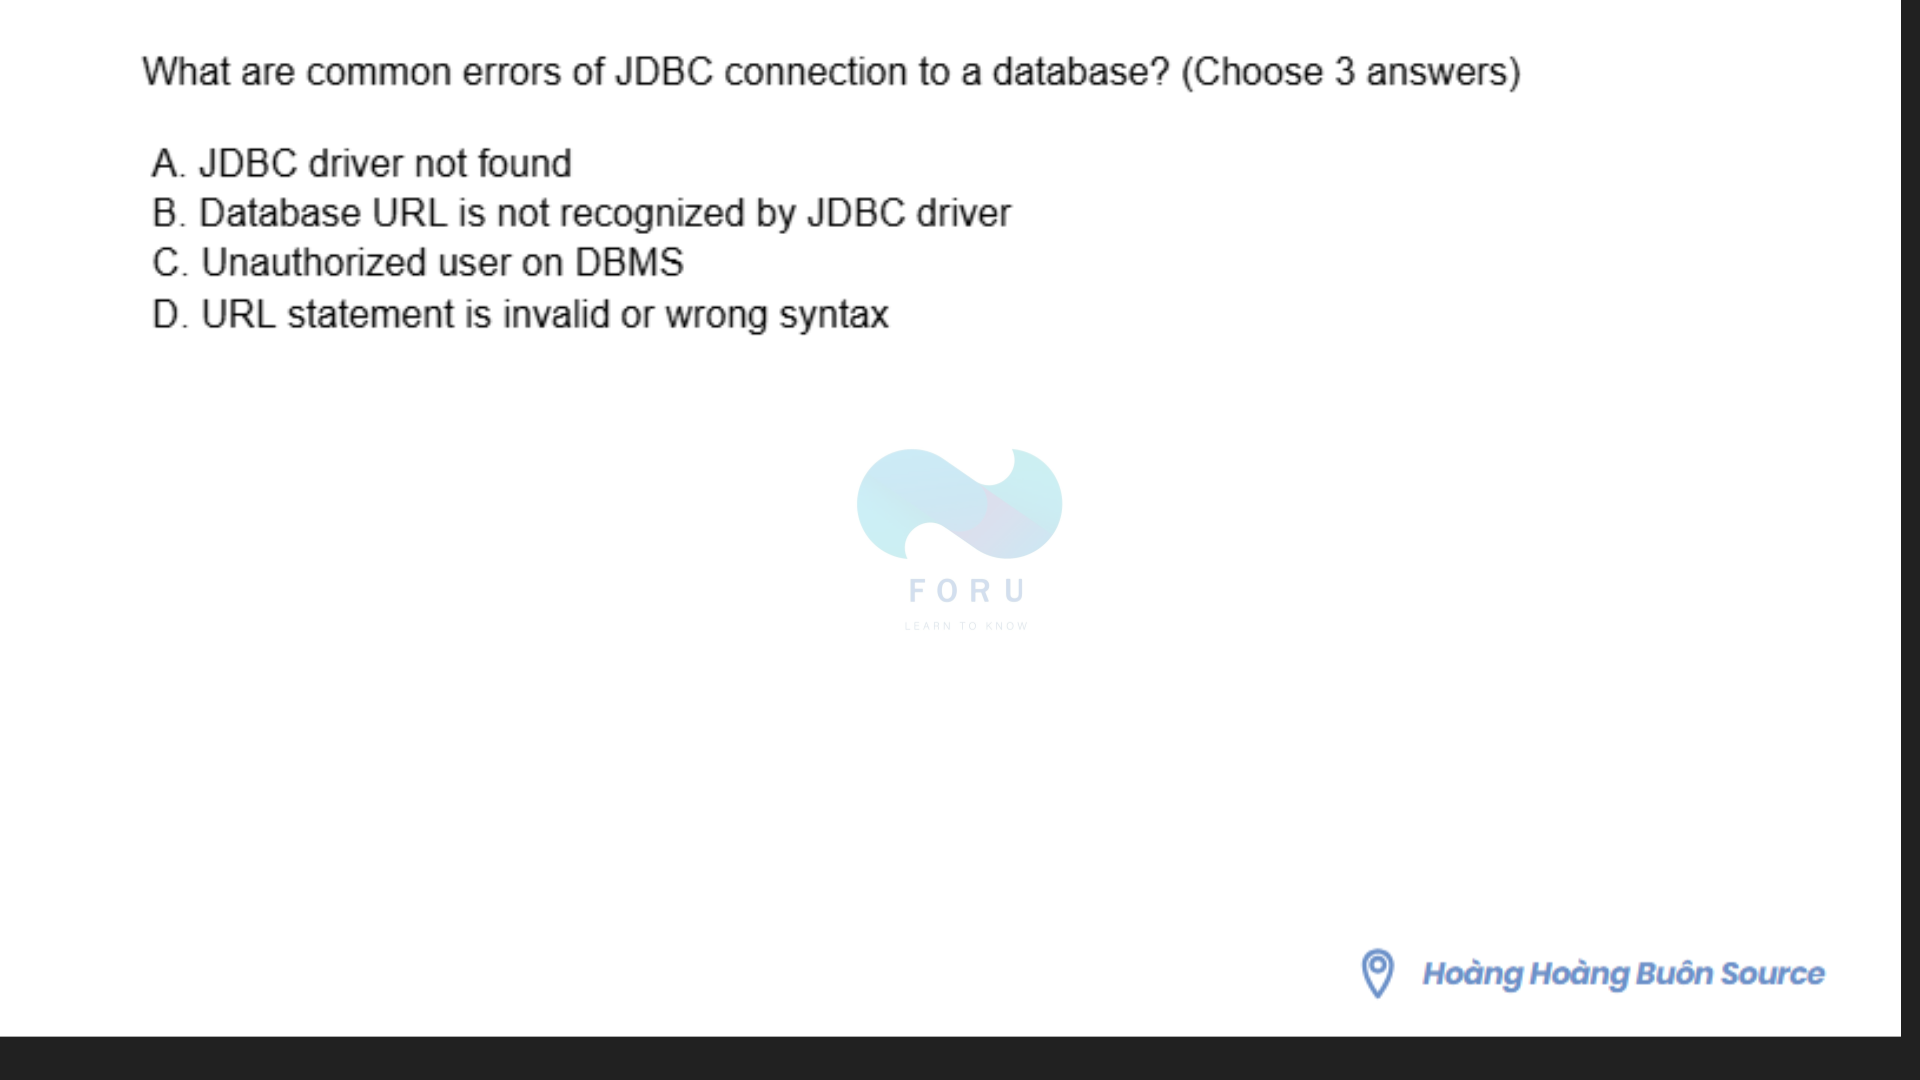 What are common errors of JDBC connection to a database? (Choose 3 answers)
A. JDBC driver not found
B. Database URL is not recognized by JDBC driver
C. Unauthorized user on DBMS
D. URL statement is invalid or wrong syntax
FORU
LEARN TO KNOW
Hoàng Hoàng Buôn Source